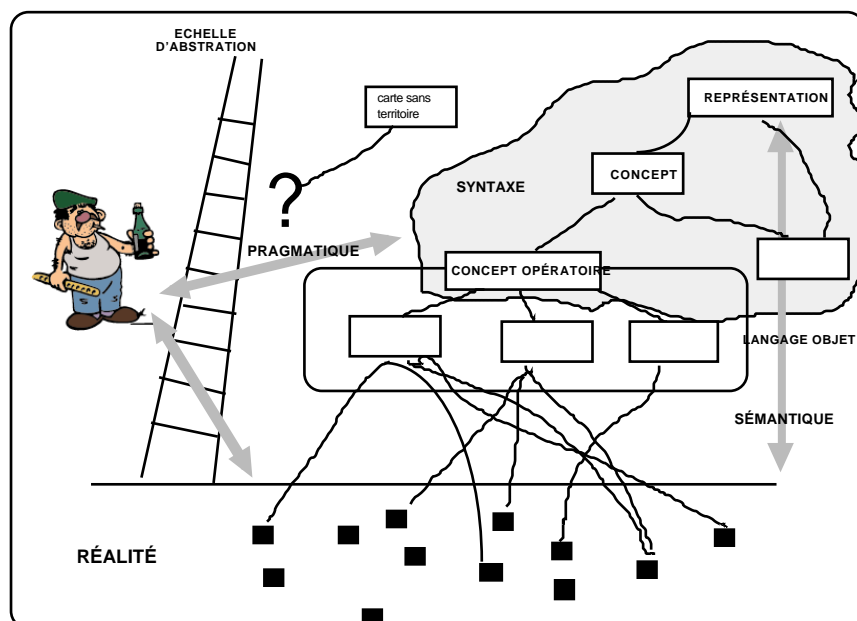 ECHELLE
D'ABSTRATION
carte sans
territoire
REPRÉSENTATION
CONCEPT
SYNTAXE
?
PRAGMATIQUE
CONCEPT OPÉRATOIRE
LANGAGE OBJET
SÉMANTIQUE
RÉALITÉ